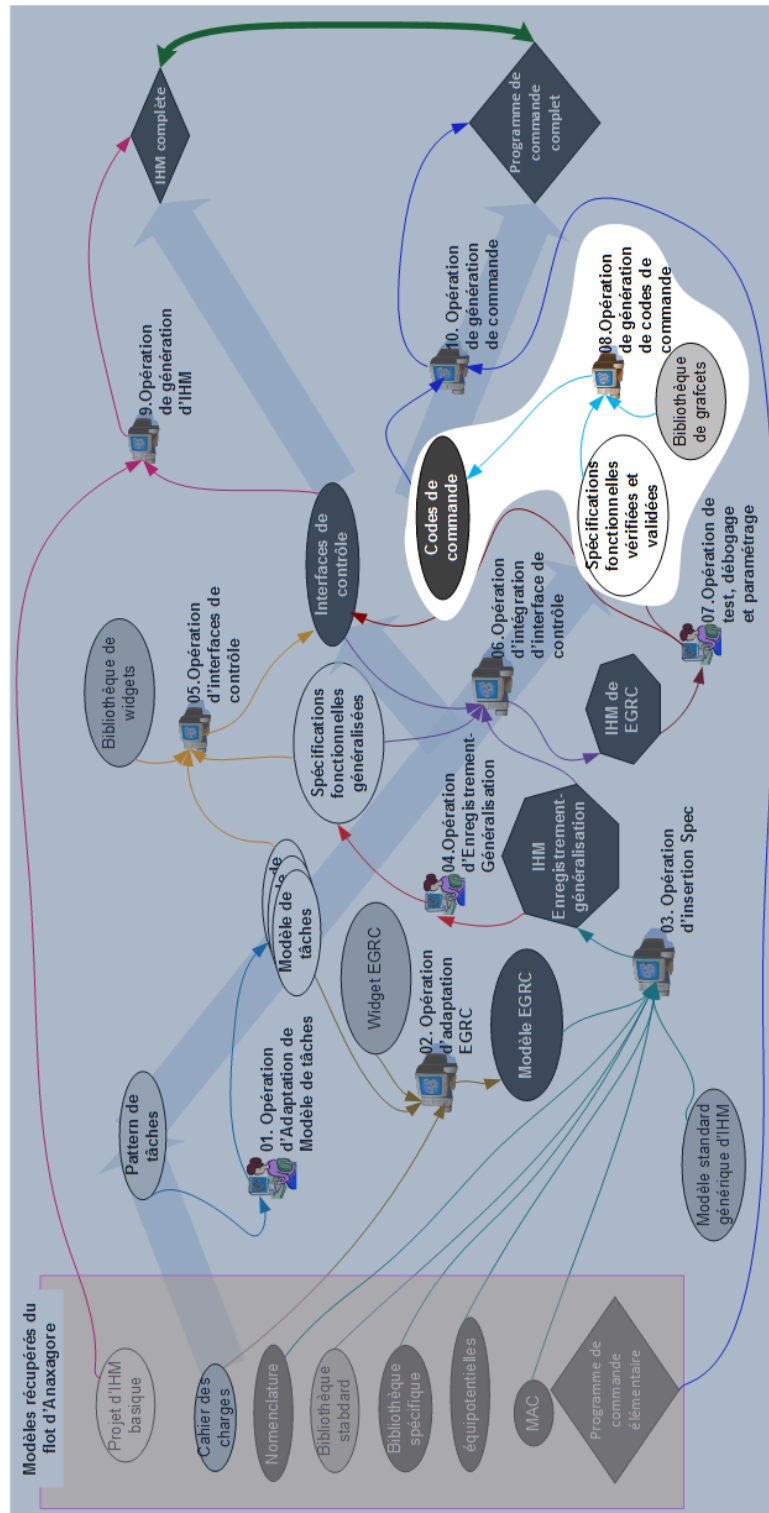 Modèles récupérés du
flot d'Anaxagore
Projet d'IHM
basique
Cahier des
charges
Nomenclature
Bibliothèque
stabdard
Bibliothèque
spécifique
équipotentielles
MAC
Programme de
commande
élémentaire
Pattern de
tâches
01. Opération
d'Adaptation de
Modèle de tâches
Modèle de
tâches
de
Widget EGRC
02. Opération
d'adaptation
EGRC
Modèle EGRC
Modèle standard
générique d'IHM
03. Opération
d'insertion Spec
IHM
Enregistrement-
généralisation
04.Opération
d'Enregistrement-
Généralisation
Spécifications
fonctionnelles
généralisées
Bibliothèque de
widgets
05.Opération
d'interfaces de
contrôle
Interfaces de
contrôle
06.Opération
d'intégration
d'interface de
contrôle
IHM de
EGRC
07.Opération de
test, débogage
et paramétrage
Spécifications
fonctionnelles
vérifiées et
validées
Bibliothèque
de grafcets
08.Opération
de génération
de codes de
commande
Codes de
commande
9.Opération
de génération
d'IHM
10. Opération
de génération
de commande
IHM complète
Programme de
commande
complet